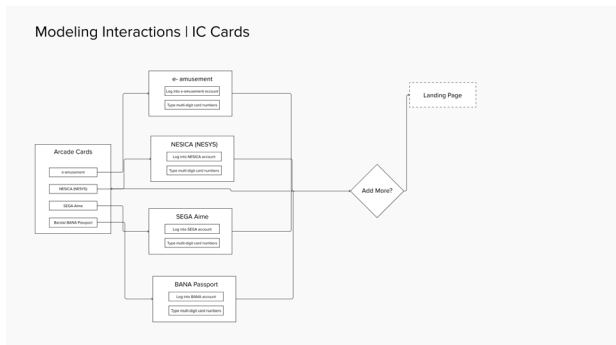 Modeling Interactions | IC Cards
e- amusement
Log into e-amusement account
Type multi-digit card numbers
Landing Page
NESICA (NESYS)
Log into NESICA account
Type multi-digit card numbers
Arcade Cards
e-amusement
NESICA (NESYS)
SEGA Aime
Bandai BANA Passport
Add More?
SEGA Aime
Log into SEGA account
Type multi-digit card numbers
BANA Passport
Log into BANA account
Type multi-digit card numbers